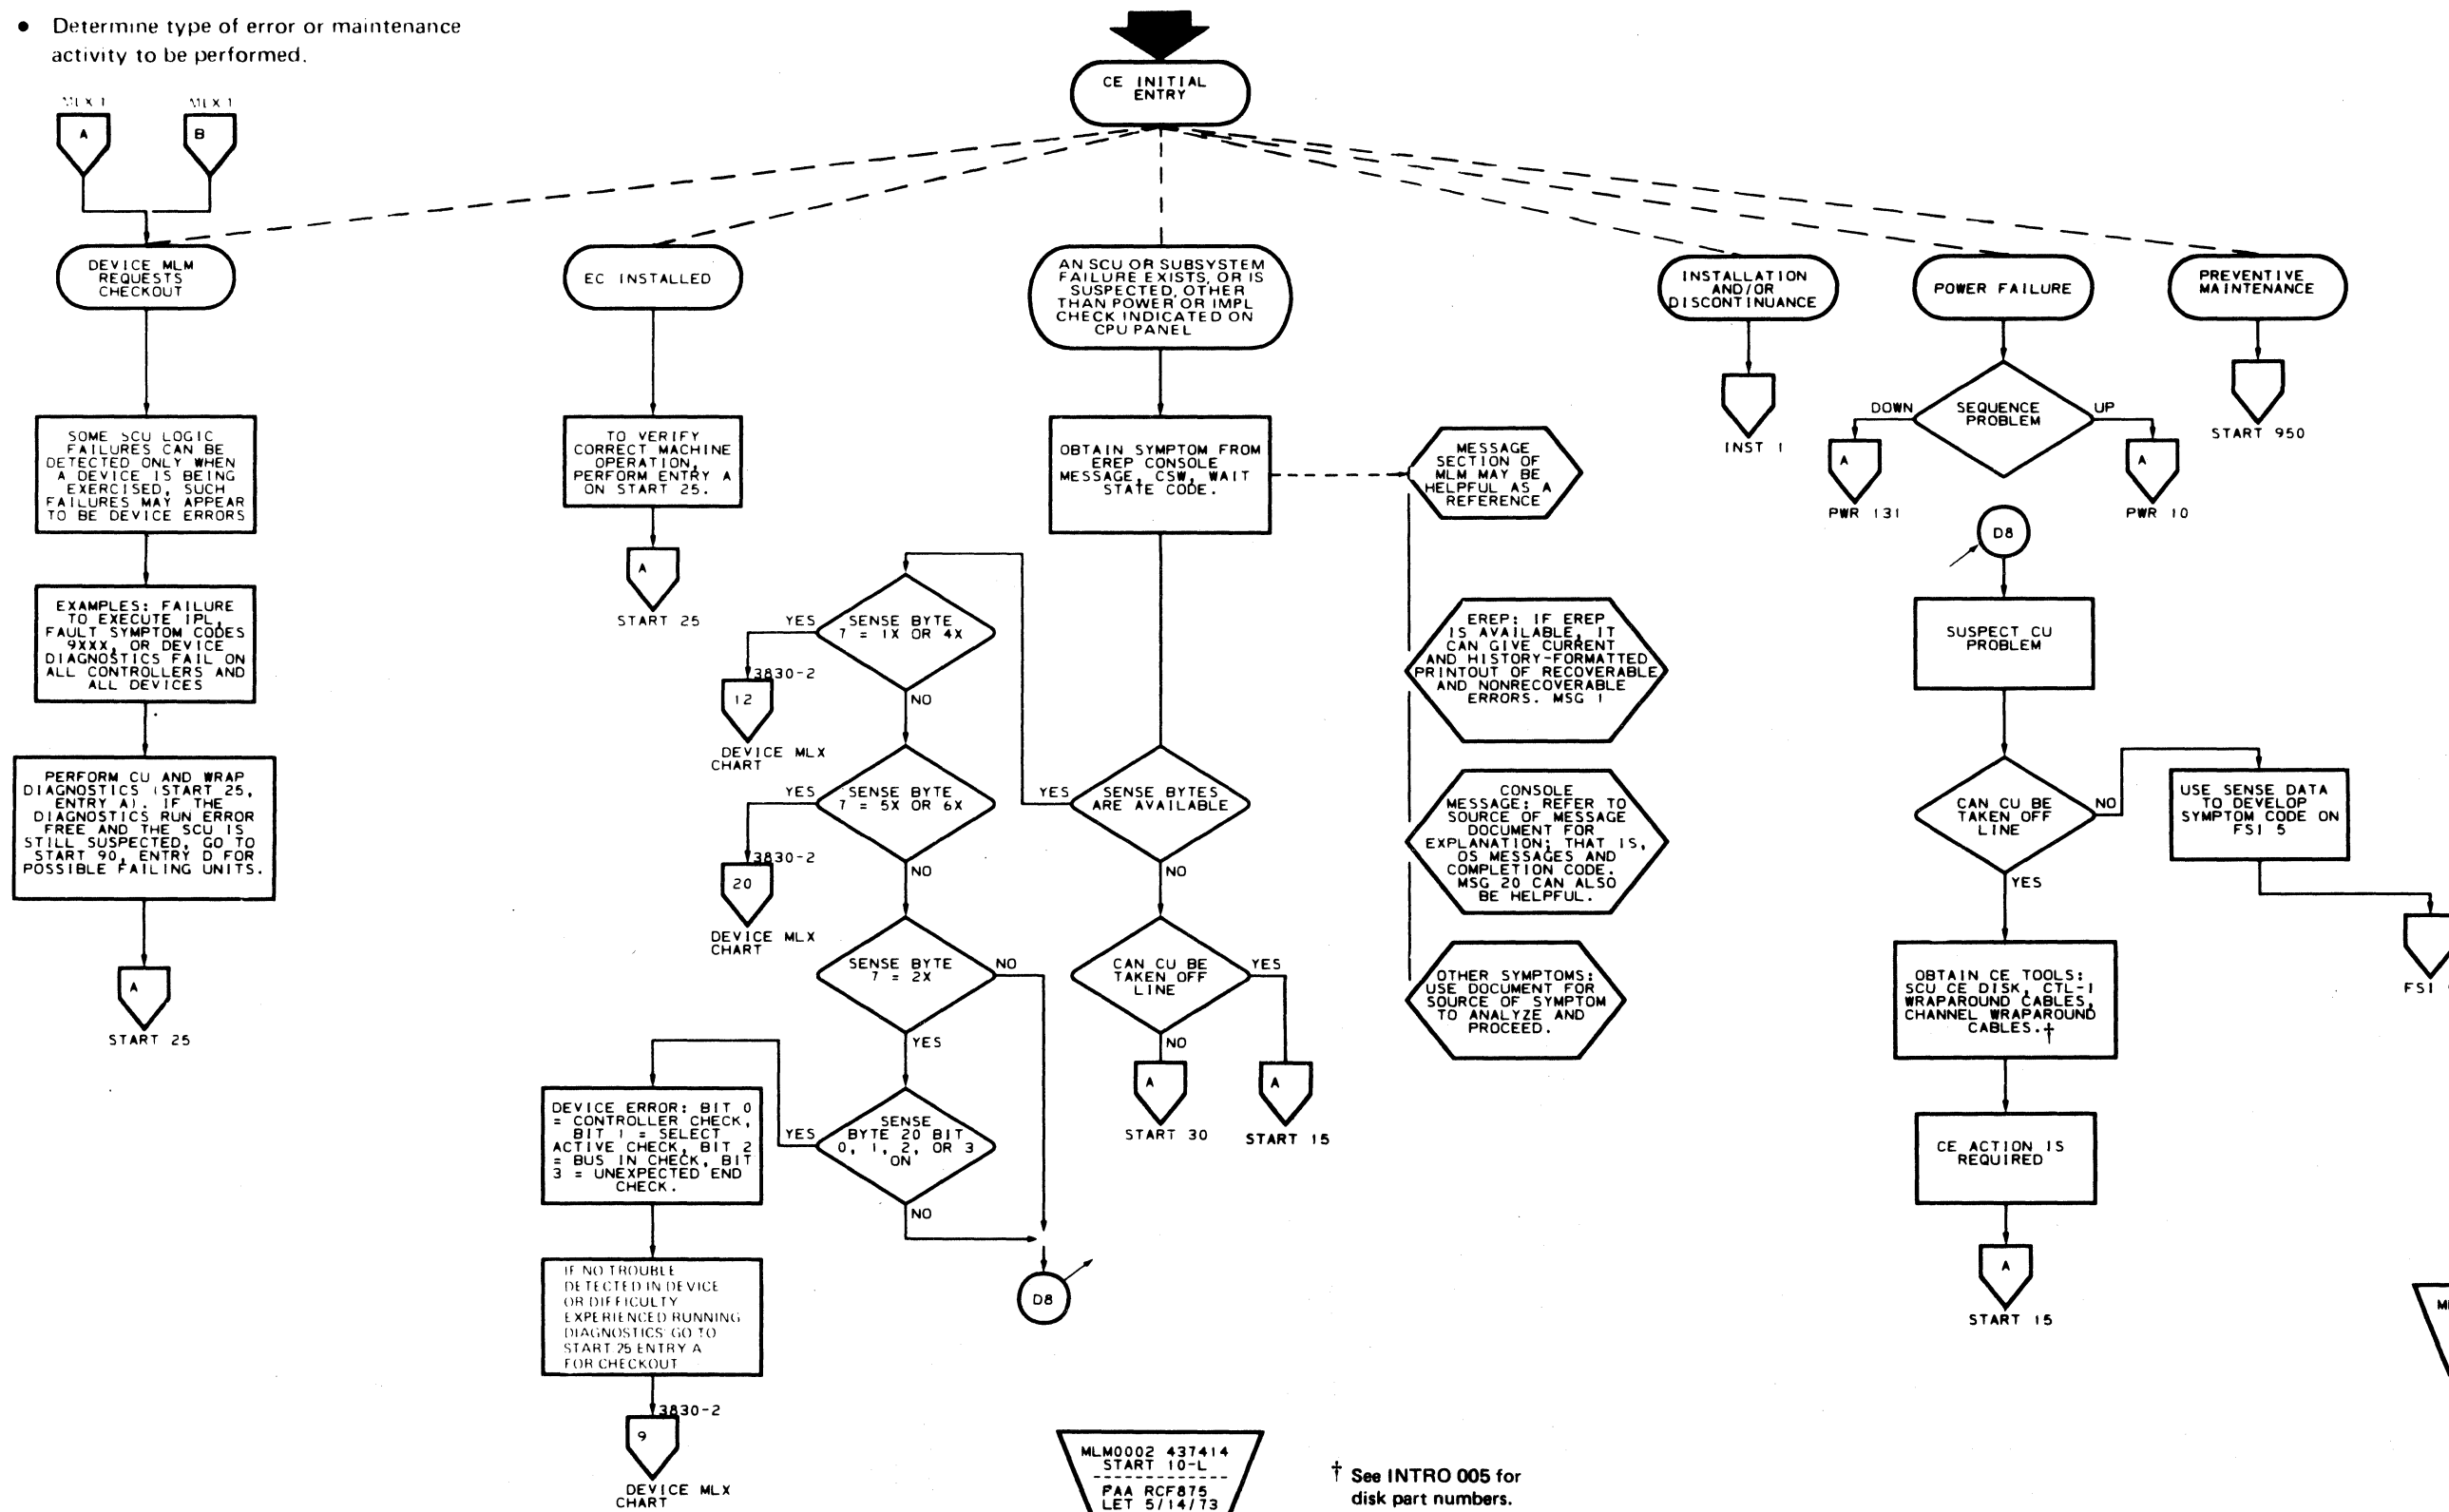 ● Determine type of error or maintenance
activity to be performed.
CE INITIAL
ENTRY
MLX 1
MLX 1
A
B
DEVICE MLM
REQUESTS
CHECKOUT
SOME SCU LOGIC
FAILURES CAN BE
DETECTED ONLY WHEN
A DEVICE IS BEING
EXERCISED, SUCH
FAILURES MAY APPEAR
TO BE DEVICE ERRORS
EXAMPLES: FAILURE
TO EXECUTE IPL,
FAULT SYMPTOM CODES
9XXX, OR DEVICE
DIAGNOSTICS FAIL ON
ALL CONTROLLERS AND
ALL DEVICES
PERFORM CU AND WRAP
DIAGNOSTICS (START 25,
ENTRY A). IF THE
DIAGNOSTICS RUN ERROR
FREE AND THE SCU IS
STILL SUSPECTED, GO TO
START 90, ENTRY D FOR
POSSIBLE FAILING UNITS.
A
START 25
EC INSTALLED
TO VERIFY
CORRECT MACHINE
OPERATION,
PERFORM ENTRY A
ON START 25.
A
START 25
AN SCU OR SUBSYSTEM
FAILURE EXISTS, OR IS
SUSPECTED, OTHER
THAN POWER OR IMPL
CHECK INDICATED ON
CPU PANEL
OBTAIN SYMPTOM FROM
EREP CONSOLE
MESSAGE, CSW, WAIT
STATE CODE.
MESSAGE
SECTION OF
MLM MAY BE
HELPFUL AS A
REFERENCE
EREP: IF EREP
IS AVAILABLE, IT
CAN GIVE CURRENT
AND HISTORY-FORMATTED
PRINTOUT OF RECOVERABLE
AND NONRECOVERABLE
ERRORS. MSG 1
CONSOLE
MESSAGE: REFER TO
SOURCE OF MESSAGE
DOCUMENT FOR
EXPLANATION; THAT IS,
OS MESSAGES AND
COMPLETION CODE.
MSG 20 CAN ALSO
BE HELPFUL.
OTHER SYMPTOMS:
USE DOCUMENT FOR
SOURCE OF SYMPTOM
TO ANALYZE AND
PROCEED.
SENSE BYTES
ARE AVAILABLE
YES
NO
CAN CU BE
TAKEN OFF
LINE
YES
NO
A
START 30
A
START 15
SENSE BYTE
7 = 1X OR 4X
YES
NO
3830-2
12
DEVICE MLX
CHART
SENSE BYTE
7 = 5X OR 6X
YES
NO
3830-2
20
DEVICE MLX
CHART
SENSE BYTE
7 = 2X
NO
YES
SENSE
BYTE 20 BIT
0, 1, 2, OR 3
ON
YES
NO
D8
DEVICE ERROR: BIT 0
= CONTROLLER CHECK,
BIT 1 = SELECT
ACTIVE CHECK, BIT 2
= BUS IN CHECK, BIT
3 = UNEXPECTED END
CHECK.
IF NO TROUBLE
DETECTED IN DEVICE
OR DIFFICULTY
EXPERIENCED RUNNING
DIAGNOSTICS GO TO
START 25 ENTRY A
FOR CHECKOUT
3830-2
9
DEVICE MLX
CHART
INSTALLATION
AND/OR
DISCONTINUANCE
INST 1
POWER FAILURE
SEQUENCE
PROBLEM
DOWN
UP
A
PWR 131
A
PWR 10
PREVENTIVE
MAINTENANCE
START 950
D8
SUSPECT CU
PROBLEM
CAN CU BE
TAKEN OFF
LINE
NO
YES
USE SENSE DATA
TO DEVELOP
SYMPTOM CODE ON
FSI 5
FSI
OBTAIN CE TOOLS:
SCU CE DISK, CTL-I
WRAPAROUND CABLES,
CHANNEL WRAPAROUND
CABLES.†
CE ACTION IS
REQUIRED
A
START 15
MLM0002 437414
START 10-L
PAA RCF875
LET 5/14/73
† See INTRO 005 for
disk part numbers.